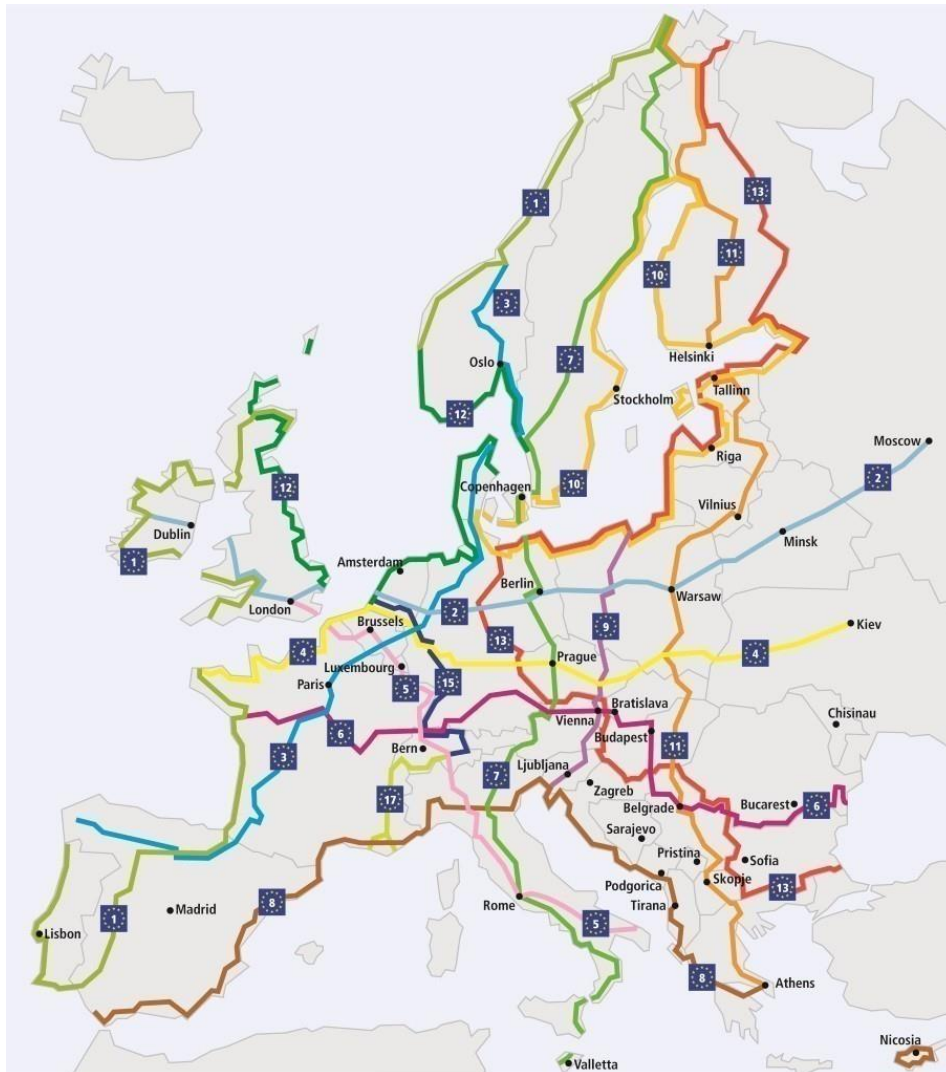 1
13
11
10
3
Oslo
Helsinki
7
Tallinn
Stockholm
12
Moscow
Riga
2
12
Copenhagen
10
Vilnius
Dublin
Minsk
1
Amsterdam
Berlin
Warsaw
London
2
9
Kiev
Brussels
13
4
4
Prague
Luxembourg
15
Paris
5
Bratislava
Chisinau
Vienna
6
Budapest
Bern
11
3
7
Ljubljana
17
Zagreb
Belgrade
Bucarest
6
Sarajevo
Pristina
Sofia
Podgorica
Skopje
13
8
Rome
Tirana
Madrid
1
5
Lisbon
8
Athens
Nicosia
Valletta